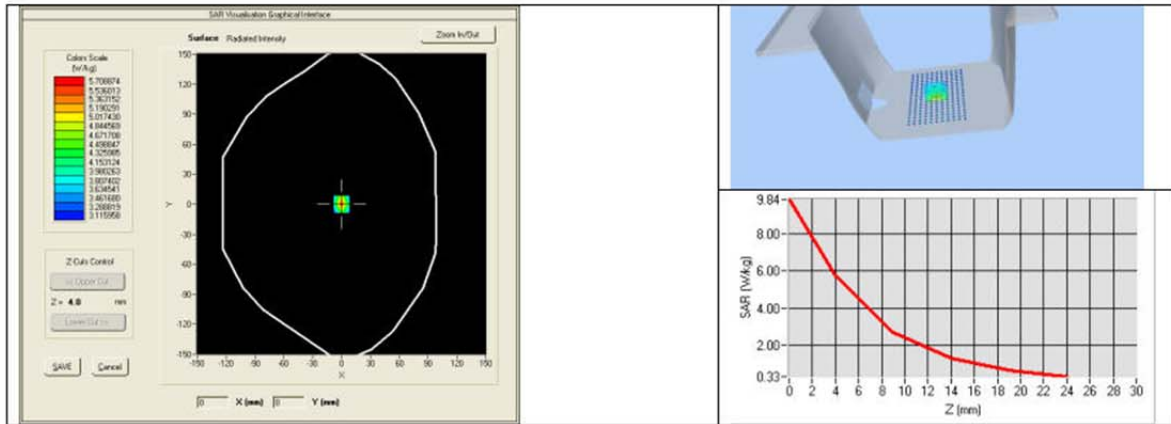 SAR Visualisation Graphical Interface
Surface Radiated Intensity
Zoom In/Out
Colors Scale
(W/kg)
5.708874
5.536013
5.363152
5.190291
5.017430
4.844569
4.671708
4.498847
4.325985
4.153124
3.980263
3.807402
3.634541
3.461680
3.288819
3.115958
Z Cuts Control
<< Upper Cut
Z = 4.0 mm
Lower Cut >>
SAVE Cancel
150-
120-
90-
60-
30-
0-
-30-
-60-
-90-
-120-
-150-
Y
-150 -120 -90 -60 -30 0 30 60 90 120 150
X
0 X (mm) 0 Y (mm)
9.84-
8.00-
6.00-
4.00-
2.00-
0.33-
SAR (W/kg)
0 2 4 6 8 10 12 14 16 18 20 22 24 26 28 30
Z (mm)